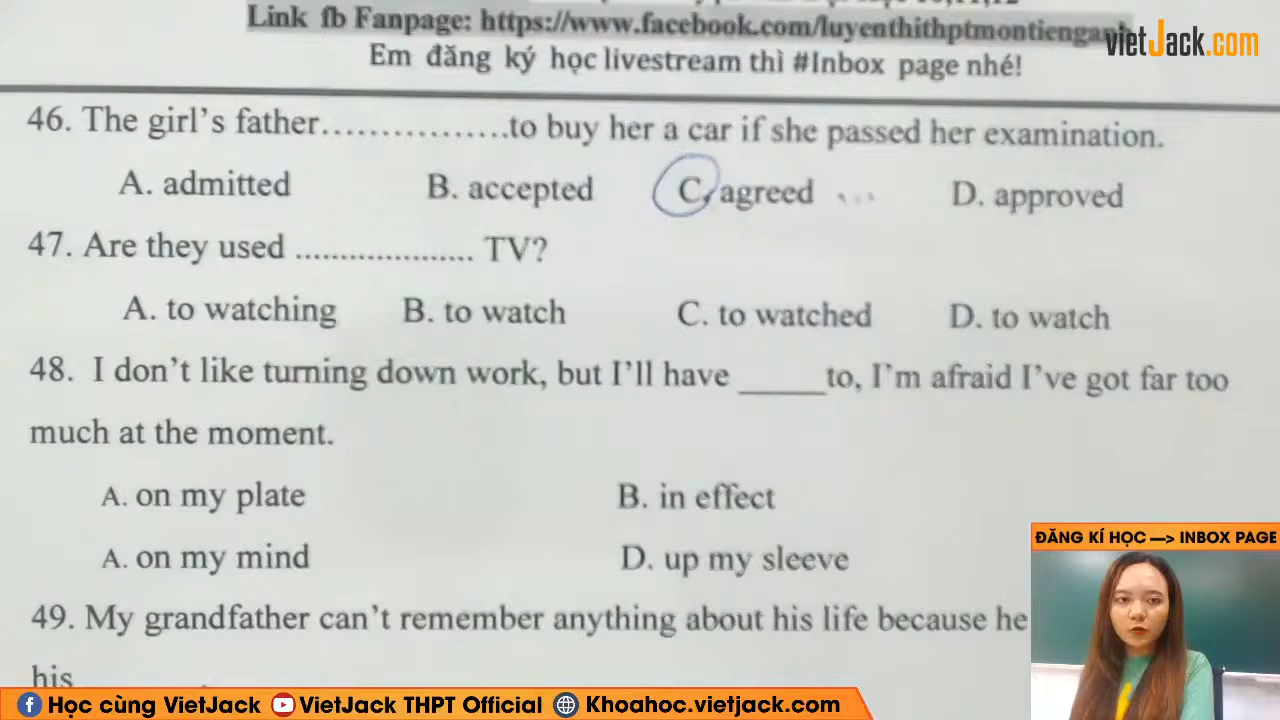 Link fb Fanpage: https://www.facebook.com/luyenthithptmontiengan
vietJack.com
Em đăng ký học livestream thì #Inbox page nhé!
46. The girl's father.................to buy her a car if she passed her examination.
A. admitted B. accepted C. agreed D. approved
47. Are they used .................... TV?
A. to watching B. to watch C. to watched D. to watch
48. I don't like turning down work, but I'll have _____to, I'm afraid I've got far too
much at the moment.
A. on my plate B. in effect
A. on my mind D. up my sleeve
ĐĂNG KÍ HỌC —> INBOX PAGE
49. My grandfather can't remember anything about his life because he
his
Học cùng VietJack VietJack THPT Official Khoahoc.vietjack.com